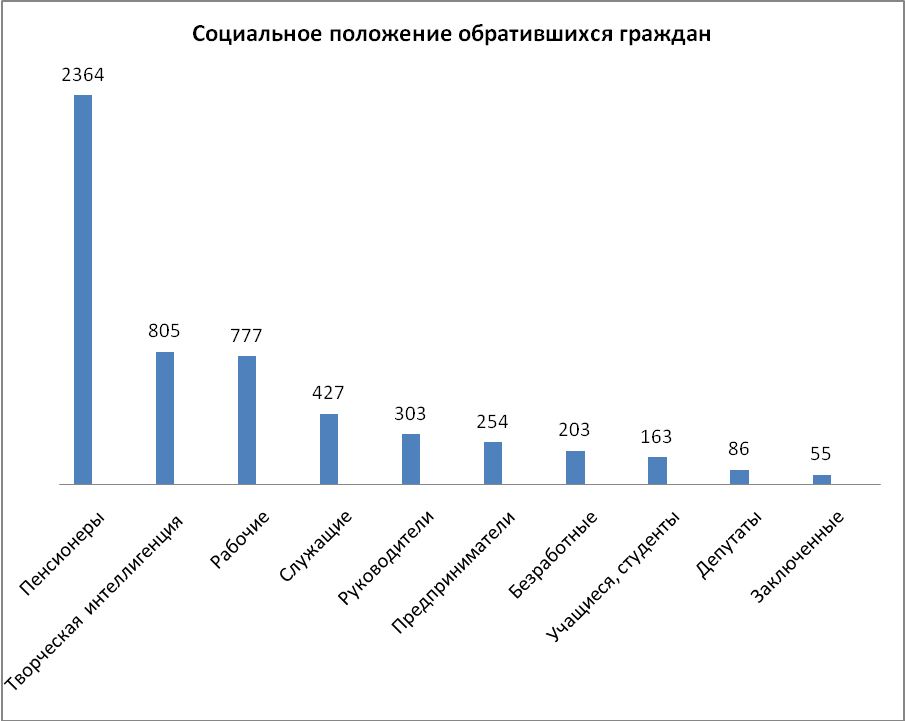 Социальное положение обратившихся граждан
2364
805
777
427
303
254
203
163
86
55
Пенсионеры
Творческая интеллигенция
Рабочие
Служащие
Руководители
Предприниматели
Безработные
Учащиеся, студенты
Депутаты
Заключенные